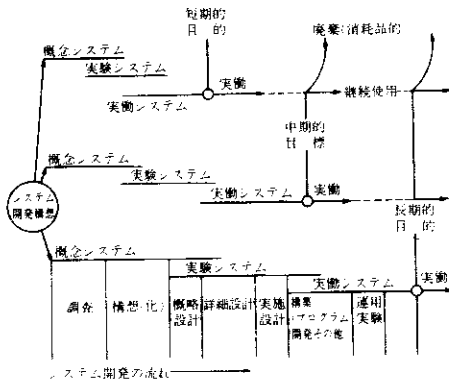 短期的
目的
廃棄(消耗品的)
概念システム
実験システム
実働
継続使用
実働システム
中期的
目標
概念システム
実験システム
実働システム
実働
システム
開発構想
長期的
目的
概念システム
実験システム
実働システム
実働
調査
構想(化)
概略
設計
詳細設計
実施
設計
構築
(プログラム
開発その他
運用
実験
システム開発の流れ